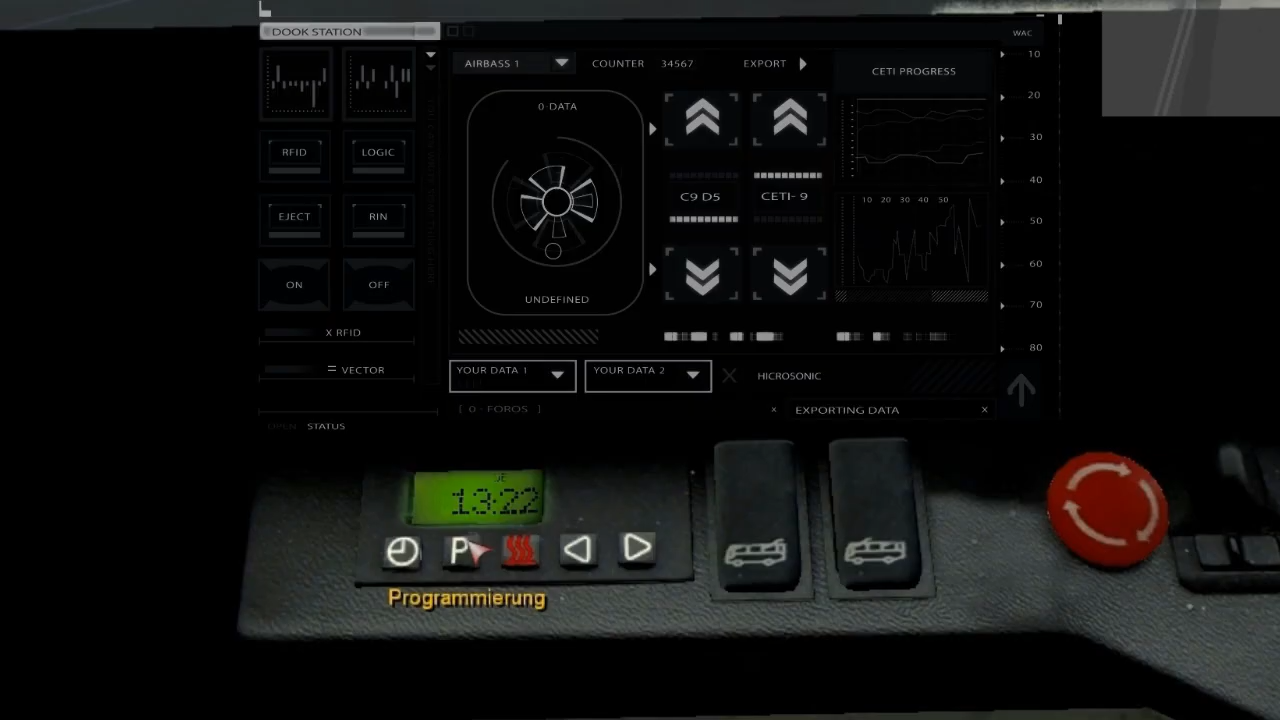 DOOK STATION
WAC
AIRBASS 1
COUNTER 34567
EXPORT
CETI PROGRESS
10
20
30
40
50
60
70
80
0-DATA
UNDEFINED
RFID
LOGIC
EJECT
RIN
ON
OFF
X RFID
= VECTOR
C9 D5
CETI- 9
10 20 30 40 50
YOUR DATA 1
YOUR DATA 2
X
HICROSONIC
[ 0 - FOROS ]
x
EXPORTING DATA
x
OPEN STATUS
13:22
P
Programmierung